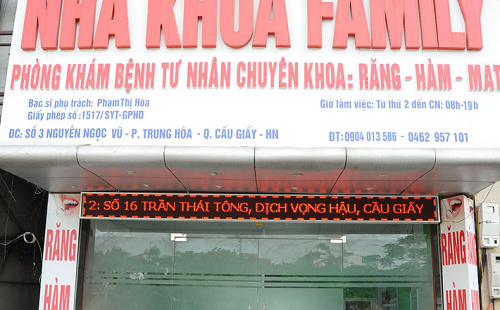 NHA KHOA FAMILY
PHÒNG KHÁM BỆNH TƯ NHÂN CHUYÊN KHOA: RĂNG - HÀM - MẶT
Bác sĩ phụ trách: Phạm Thị Hòa
Giấy phép số :1517/SYT-GPHD
Giờ làm việc: Từ thứ 2 đến CN: 08h-19h
ĐC: SỐ 3 NGUYỄN NGỌC VŨ - P. TRUNG HÒA - Q. CẦU GIẤY - HN
ĐT:0904 013 586 - 0462 957 101
2: SỐ 16 TRẦN THÁI TÔNG, DỊCH VỌNG HẬU, CẦU GIẤY
RĂNG
HÀM
RĂNG
HÀM